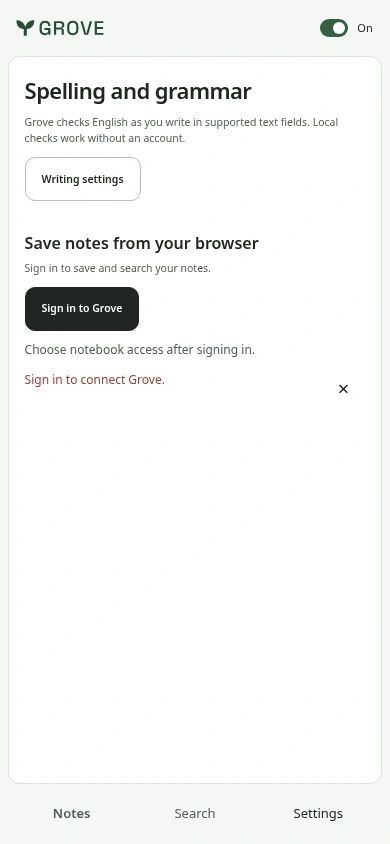 GROVE
On
Spelling and grammar
Grove checks English as you write in supported text fields. Local
checks work without an account.
Writing settings
Save notes from your browser
Sign in to save and search your notes.
Sign in to Grove
Choose notebook access after signing in.
Sign in to connect Grove.
✕
Notes
Search
Settings